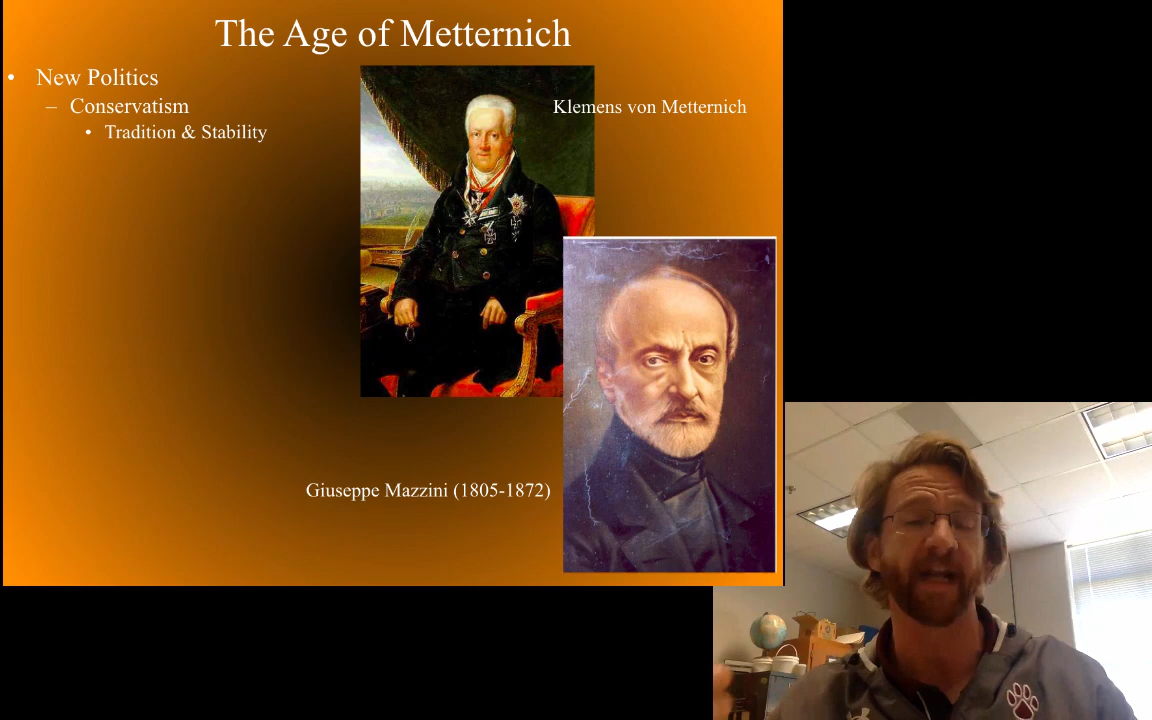 The Age of Metternich
• New Politics
– Conservatism
• Tradition & Stability
Klemens von Metternich
Giuseppe Mazzini (1805-1872)